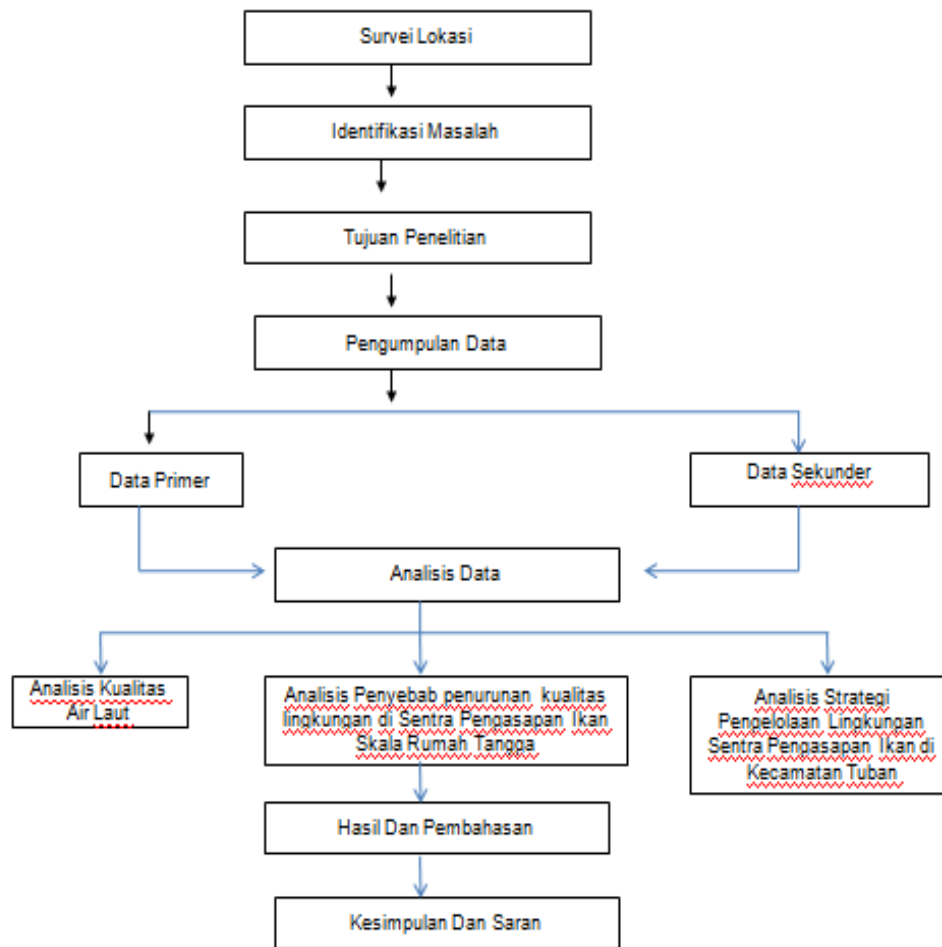 Survei Lokasi
Identifikasi Masalah
Tujuan Penelitian
Pengumpulan Data
Data Primer
Data Sekunder
Analisis Data
Analisis Kualitas
Air Laut
Analisis Penyebab penurunan kualitas
lingkungan di Sentra Pengasapan Ikan
Skala Rumah Tangga
Analisis Strategi
Pengelolaan Lingkungan
Sentra Pengasapan Ikan di
Kecamatan Tuban
Hasil Dan Pembahasan
Kesimpulan Dan Saran